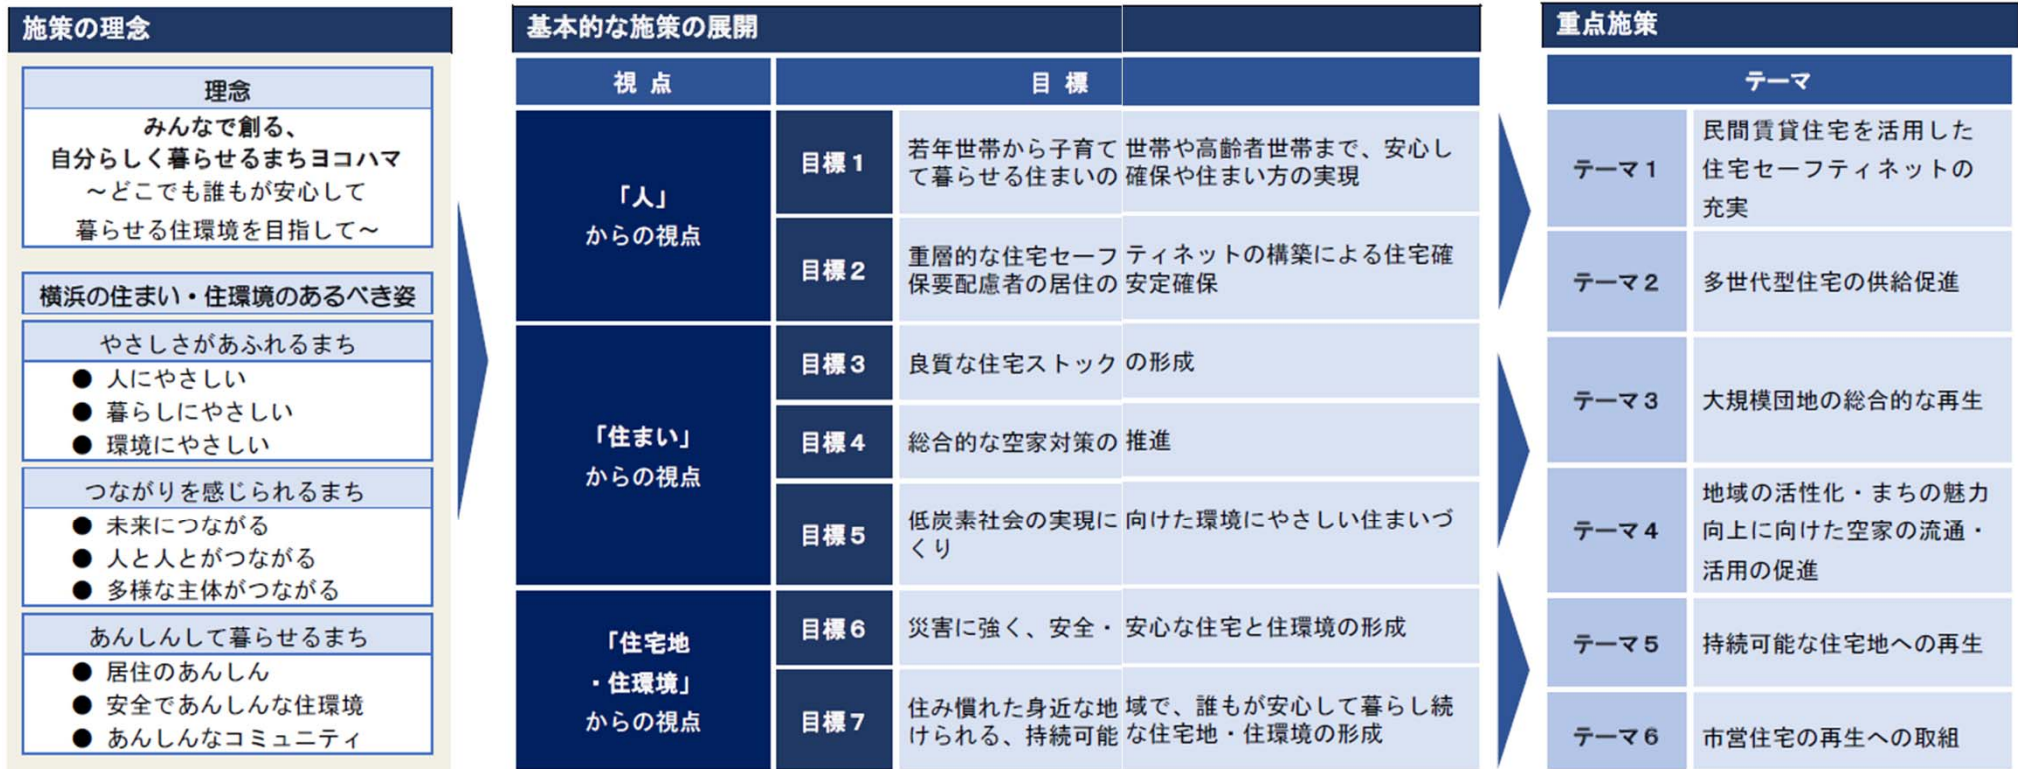 施策の理念
理念
みんなで創る、
自分らしく暮らせるまちヨコハマ
～どこでも誰もが安心して
暮らせる住環境を目指して～
横浜の住まい・住環境のあるべき姿
やさしさがあふれるまち
● 人にやさしい
● 暮らしにやさしい
● 環境にやさしい
つながりを感じられるまち
● 未来につながる
● 人と人とがつながる
● 多様な主体がつながる
あんしんして暮らせるまち
● 居住のあんしん
● 安全であんしんな住環境
● あんしんなコミュニティ
基本的な施策の展開
視点
目標
「人」
からの視点
目標1
若年世帯から子育て世帯や高齢者世帯まで、安心し
て暮らせる住まいの確保や住まい方の実現
目標2
重層的な住宅セーフティネットの構築による住宅確
保要配慮者の居住の安定確保
「住まい」
からの視点
目標3
良質な住宅ストックの形成
目標4
総合的な空家対策の推進
目標5
低炭素社会の実現に向けた環境にやさしい住まいづ
くり
「住宅地
・住環境」
からの視点
目標6
災害に強く、安全・安心な住宅と住環境の形成
目標7
住み慣れた身近な地域で、誰もが安心して暮らし続
けられる、持続可能な住宅地・住環境の形成
重点施策
テーマ
テーマ1
民間賃貸住宅を活用した
住宅セーフティネットの
充実
テーマ2
多世代型住宅の供給促進
テーマ3
大規模団地の総合的な再生
テーマ4
地域の活性化・まちの魅力
向上に向けた空家の流通・
活用の促進
テーマ5
持続可能な住宅地への再生
テーマ6
市営住宅の再生への取組